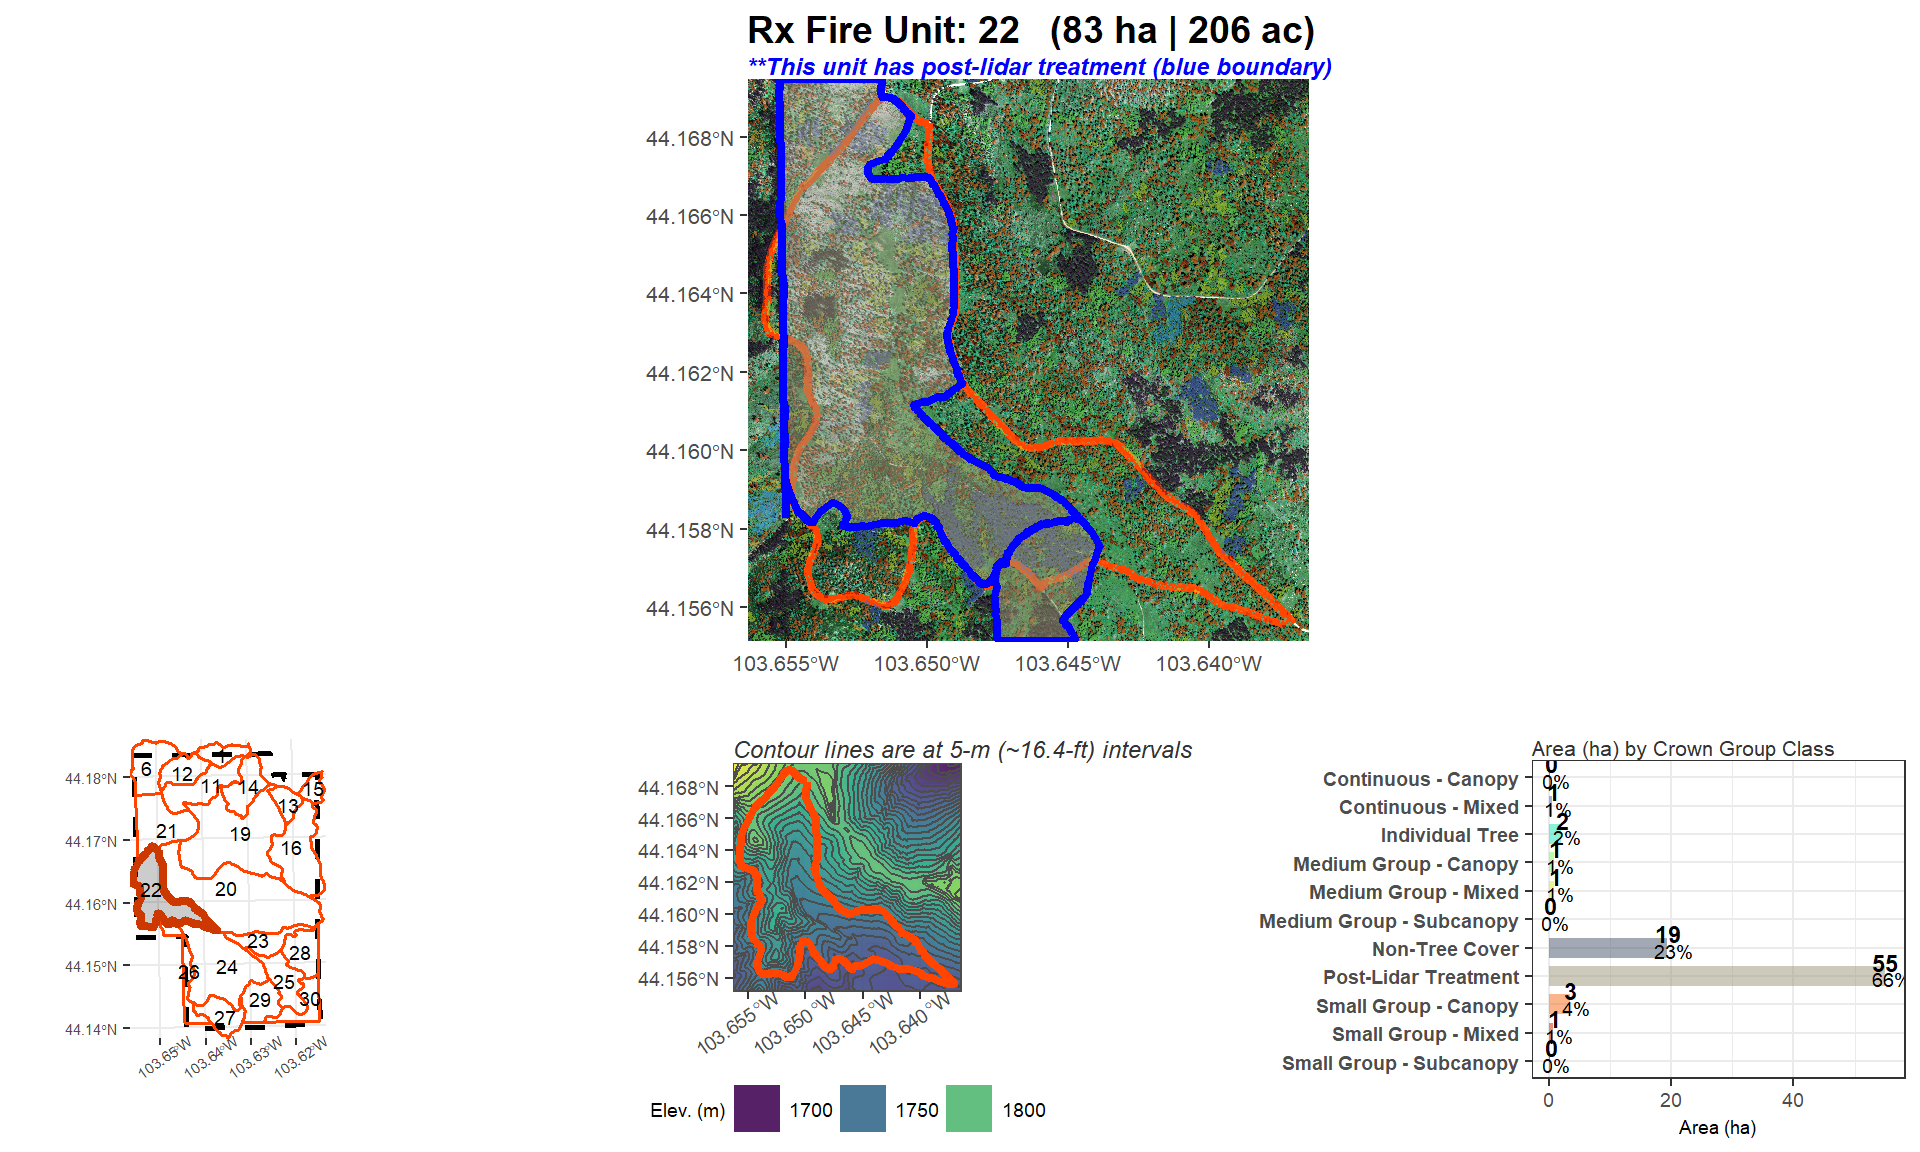 Rx Fire Unit: 22 (83 ha | 206 ac)
**This unit has post-lidar treatment (blue boundary)
44.168°N
44.166°N
44.164°N
44.162°N
44.160°N
44.158°N
44.156°N
103.655°W 103.650°W 103.645°W 103.640°W
44.18°N
44.17°N
44.16°N
44.15°N
44.14°N
6 12 1 11 14 15 13
21 19 16
22 20
23 28
26 24 25
29 30
27
103.65°W 103.64°W 103.63°W 103.62°W
Contour lines are at 5-m (~16.4-ft) intervals
44.168°N
44.166°N
44.164°N
44.162°N
44.160°N
44.158°N
44.156°N
103.655°W 103.650°W 103.645°W 103.640°W
Elev. (m) 1700 1750 1800
Area (ha) by Crown Group Class
Continuous - Canopy 0 0%
Continuous - Mixed 1 1%
Individual Tree 2 2%
Medium Group - Canopy 1 1%
Medium Group - Mixed 1 1%
Medium Group - Subcanopy 0 0%
Non-Tree Cover 19 23%
Post-Lidar Treatment 55 66%
Small Group - Canopy 3 4%
Small Group - Mixed 1 1%
Small Group - Subcanopy 0 0%
0 20 40
Area (ha)